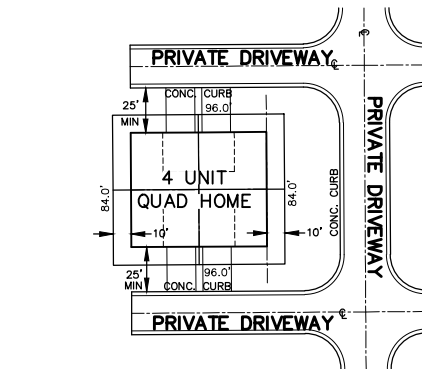 PRIVATE DRIVEWAY ℄
℄
CONC. CURB
25'
MIN
96.0'
PRIVATE DRIVEWAY
4 UNIT
QUAD HOME
84.0'
84.0'
CONC. CURB
10'
10'
25'
MIN
96.0'
CONC. CURB
PRIVATE DRIVEWAY ℄